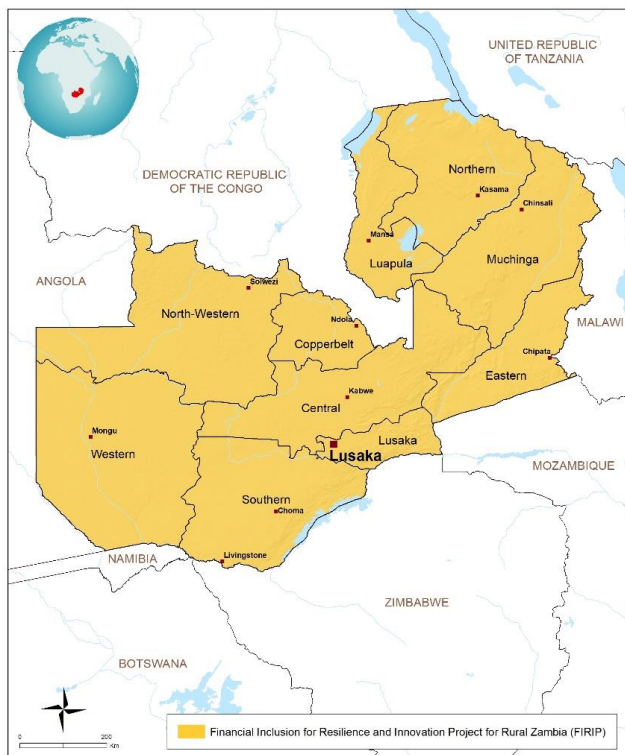 UNITED REPUBLIC
OF TANZANIA
DEMOCRATIC REPUBLIC
OF THE CONGO
Northern
Kasama
Chinsali
Mansa
Luapula
Muchinga
ANGOLA
Solwezi
North-Western
Ndola
Copperbelt
MALAWI
Chipata
Eastern
Kabwe
Central
Mongu
Western
Lusaka
Lusaka
MOZAMBIQUE
Southern
Choma
Livingstone
NAMIBIA
ZIMBABWE
BOTSWANA
0 200
Km
Financial Inclusion for Resilience and Innovation Project for Rural Zambia (FIRIP)